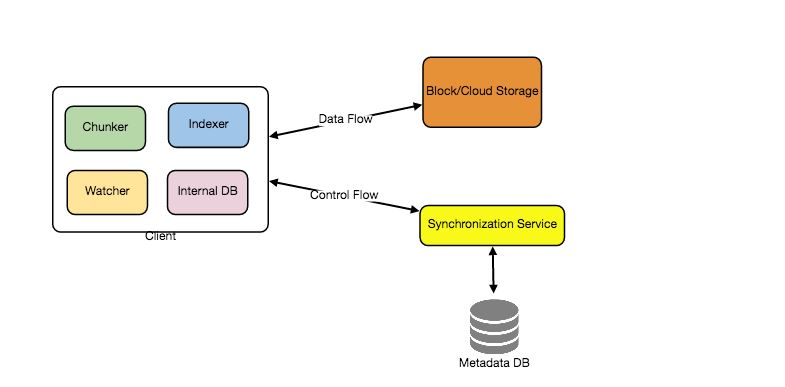 Block/Cloud Storage
Data Flow
Chunker
Indexer
Watcher
Internal DB
Client
Control Flow
Synchronization Service
Metadata DB